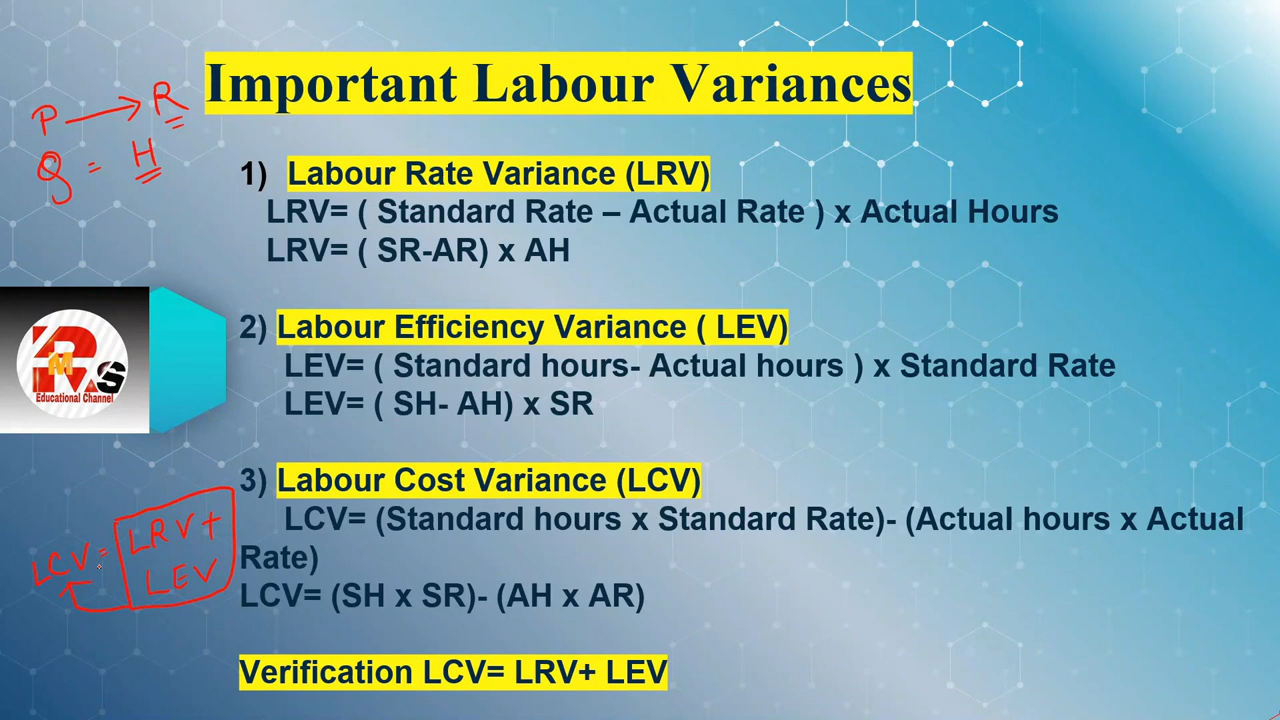 Important Labour Variances
P → R
Q = H
1) Labour Rate Variance (LRV)
LRV= ( Standard Rate – Actual Rate ) x Actual Hours
LRV= ( SR-AR) x AH
2) Labour Efficiency Variance ( LEV)
LEV= ( Standard hours- Actual hours ) x Standard Rate
LEV= ( SH- AH) x SR
Educational Channel
3) Labour Cost Variance (LCV)
LCV= (Standard hours x Standard Rate)- (Actual hours x Actual
Rate)
LCV= (SH x SR)- (AH x AR)
LCV = LRV +
LEV
Verification LCV= LRV+ LEV